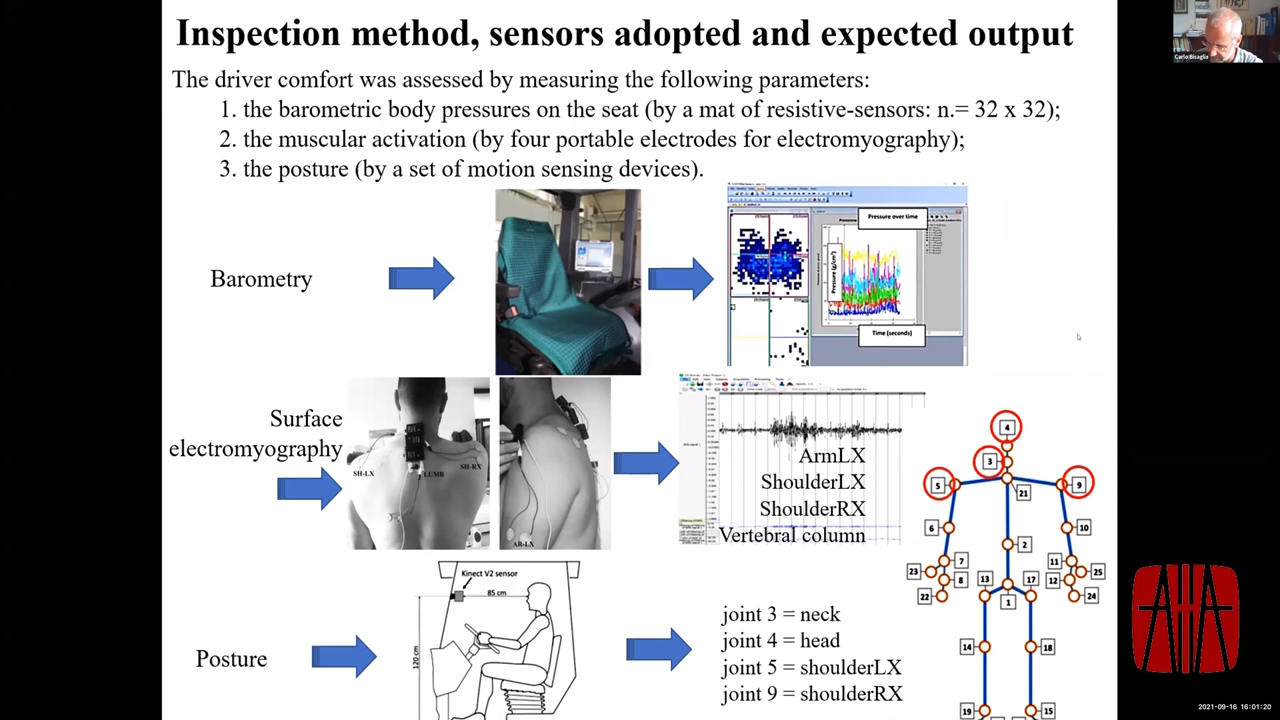 Inspection method, sensors adopted and expected output
Carlo Bisaglia
The driver comfort was assessed by measuring the following parameters:
1. the barometric body pressures on the seat (by a mat of resistive-sensors: n.= 32 x 32);
2. the muscular activation (by four portable electrodes for electromyography);
3. the posture (by a set of motion sensing devices).
Barometry
Pressure over time
Pressure (g/cm²)
Time (seconds)
Surface
electromyography
SH-LX
LUMB
SH-RX
AR-LX
ArmLX
ShoulderLX
ShoulderRX
Vertebral column
Posture
Kinect V2 sensor
85 cm
120 cm
joint 3 = neck
joint 4 = head
joint 5 = shoulderLX
joint 9 = shoulderRX
4
3
5
9
21
6
10
2
7
11
23
8
12
25
13
17
22
1
24
14
18
19
15
AHA
2021-09-16 16:01:20